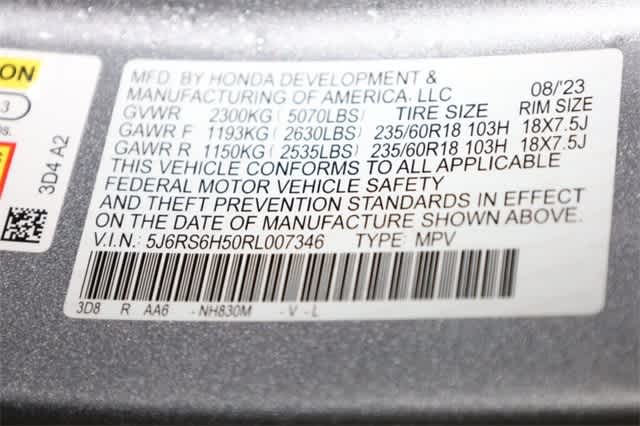 ON
3
os.
3D4 A2
MFD. BY HONDA DEVELOPMENT &
MANUFACTURING OF AMERICA, LLC 08/'23
GVWR 2300KG (5070LBS) TIRE SIZE RIM SIZE
GAWR F 1193KG (2630LBS) 235/60R18 103H 18X7.5J
GAWR R 1150KG (2535LBS) 235/60R18 103H 18X7.5J
THIS VEHICLE CONFORMS TO ALL APPLICABLE
FEDERAL MOTOR VEHICLE SAFETY
AND THEFT PREVENTION STANDARDS IN EFFECT
ON THE DATE OF MANUFACTURE SHOWN ABOVE.
V.I.N.: 5J6RS6H50RL007346 TYPE: MPV
3D8 R AA6 -NH830M -V-L